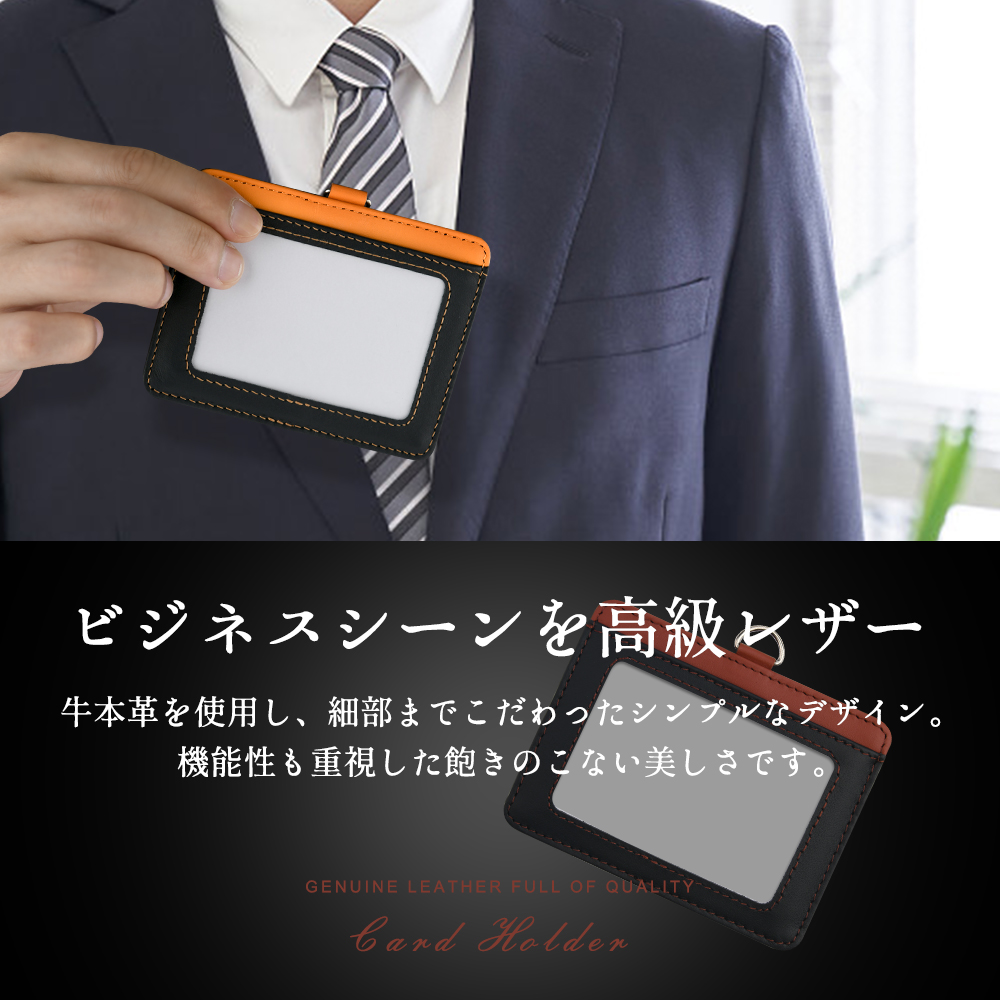 ビジネスシーンを高級レザー
牛本革を使用し、細部までこだわったシンプルなデザイン。
機能性も重視した飽きのこない美しさです。
GENUINE LEATHER FULL OF QUALITY
Card Holder